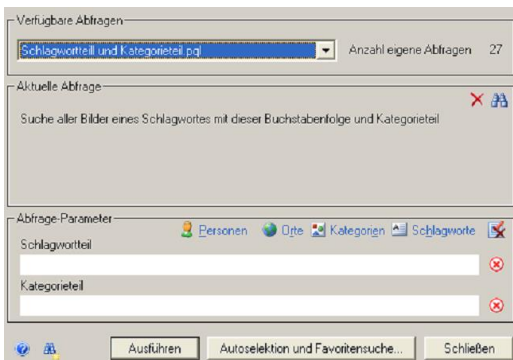 Verfügbare Abfragen
Schlagwortteill und Kategorieteil.pql
Anzahl eigene Abfragen 27
Aktuelle Abfrage
Suche aller Bilder eines Schlagwortes mit dieser Buchstabenfolge und Kategorieteil
Abfrage-Parameter
Personen Orte Kategorien Schlagworte
Schlagwortteil
Kategorieteil
Ausführen Autoselektion und Favoritensuche... Schließen